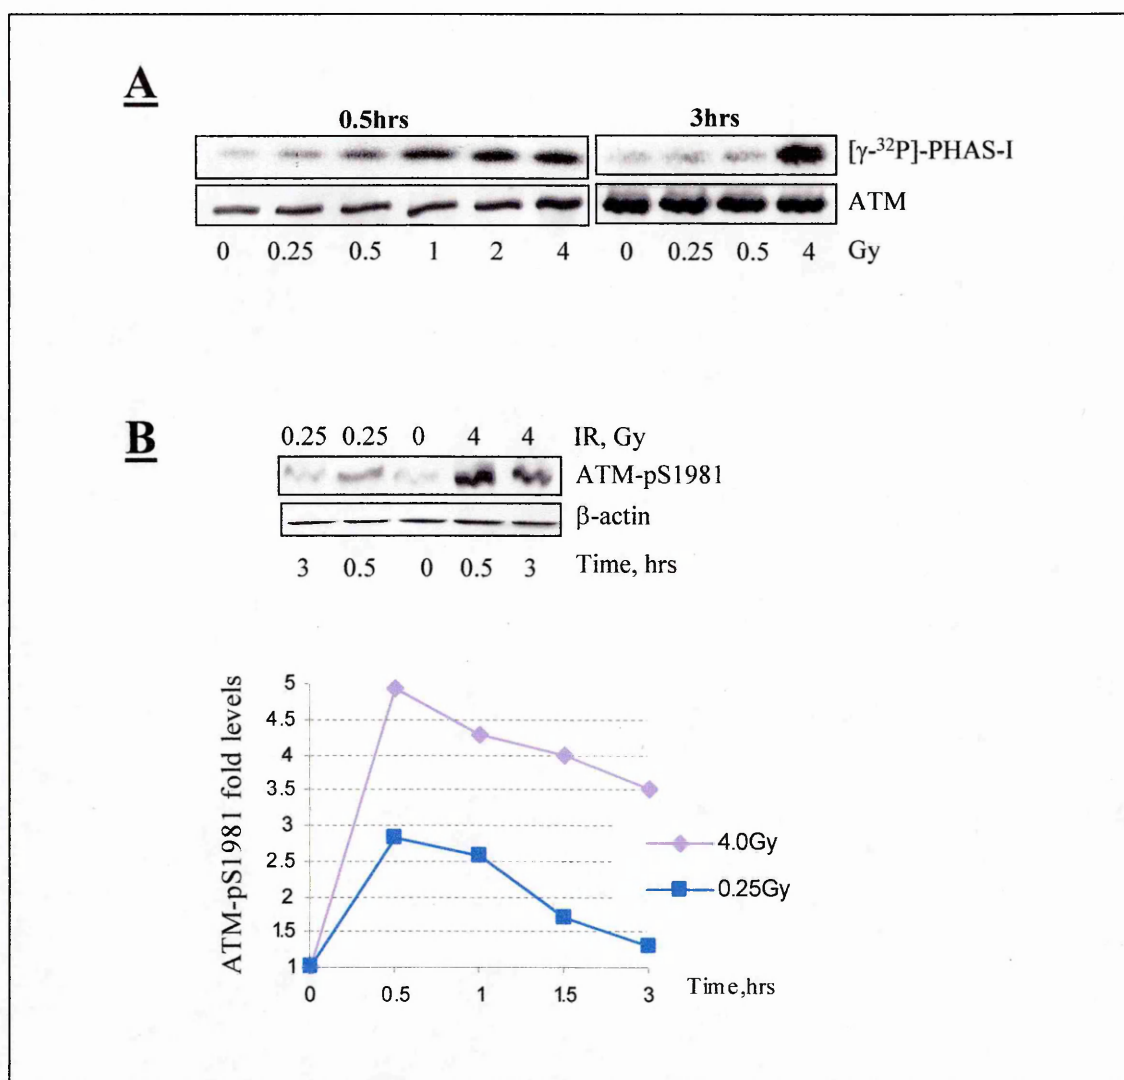 A
0.5hrs 3hrs
[γ-³²P]-PHAS-I
ATM
0 0.25 0.5 1 2 4 0 0.25 0.5 4 Gy
B
0.25 0.25 0 4 4 IR, Gy
ATM-pS1981
β-actin
3 0.5 0 0.5 3 Time, hrs
ATM-pS1981 fold levels
5
4.5
4
3.5
3
2.5
2
1.5
1
4.0Gy
0.25Gy
0 0.5 1 1.5 3 Time,hrs